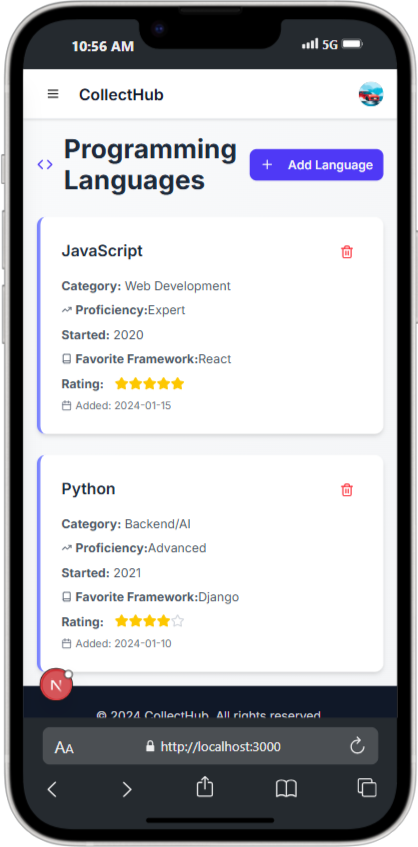 10:56 AM
5G
CollectHub
Programming
Languages
+ Add Language
JavaScript
Category: Web Development
Proficiency:Expert
Started: 2020
Favorite Framework:React
Rating:
Added: 2024-01-15
Python
Category: Backend/AI
Proficiency:Advanced
Started: 2021
Favorite Framework:Django
Rating:
Added: 2024-01-10
N
© 2024 CollectHub. All rights reserved
AA
http://localhost:3000